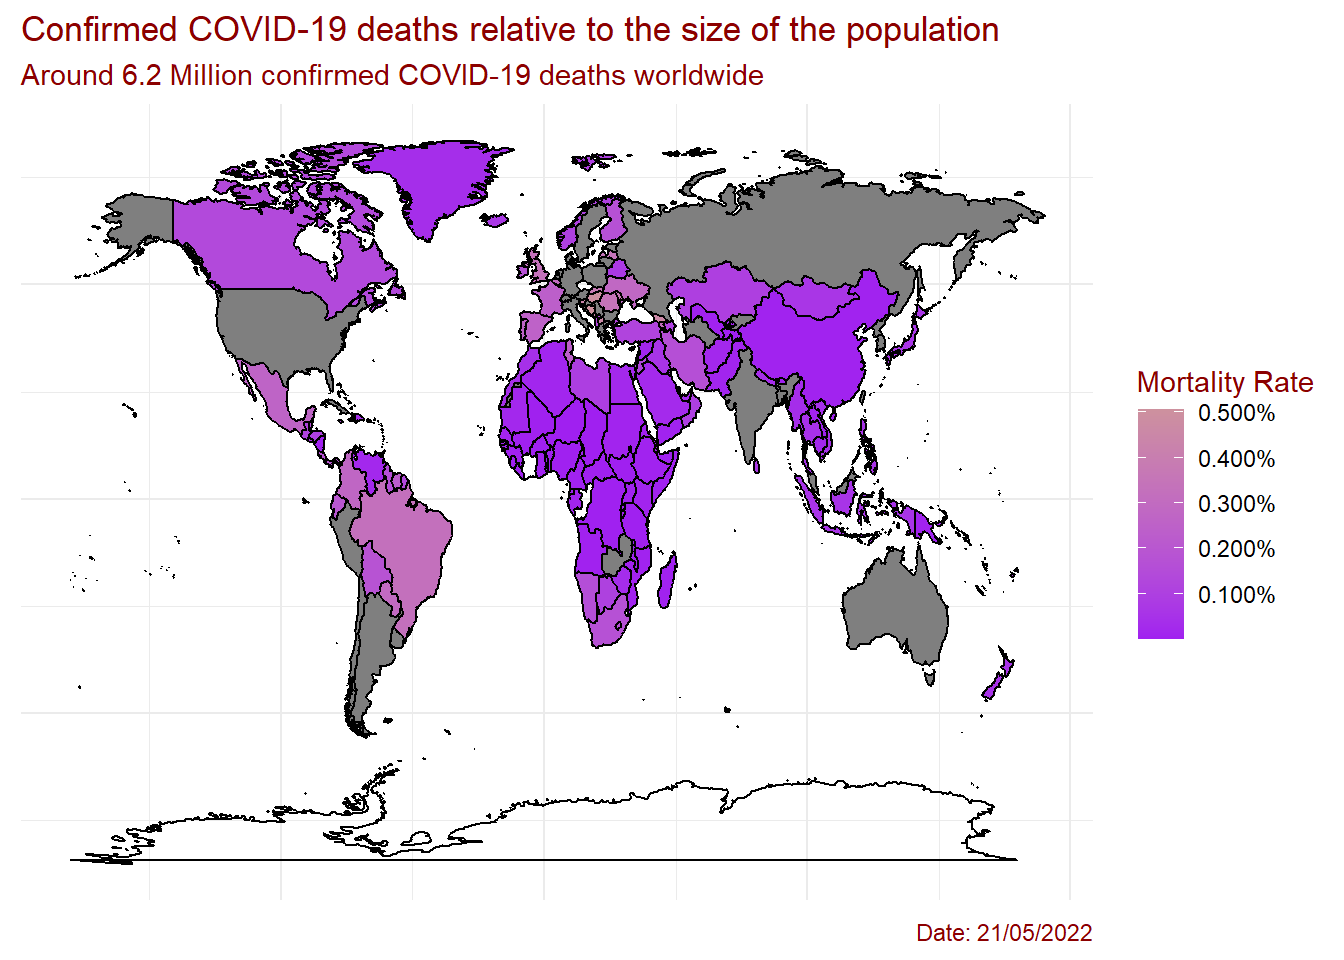 Confirmed COVID-19 deaths relative to the size of the population
Around 6.2 Million confirmed COVID-19 deaths worldwide
Mortality Rate
0.500%
0.400%
0.300%
0.200%
0.100%
Date: 21/05/2022